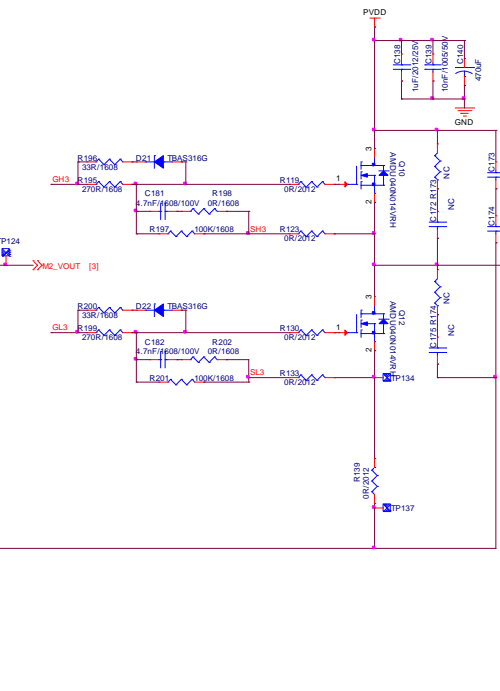 PVDD
C138
1uF/2012/25V
C139
10nF/1005/50V
C140
470uF
GND
R196
33R/1608
D21
TBAS316G
GH3
R195
270R/1608
R119
0R/2012
1
3
2
Q10
AMDU040N014VRH
R173
NC
C172
NC
C173
C174
C181
4.7nF/1608/100V
R198
0R/1608
R197
100K/1608
SH3
R123
0R/2012
TP124
M2_VOUT [3]
R200
33R/1608
D22
TBAS316G
GL3
R199
270R/1608
R130
0R/2012
1
3
2
Q12
AMDU040N014VRH
R174
NC
C175
NC
C182
4.7nF/1608/100V
R202
0R/1608
R201
100K/1608
SL3
R133
0R/2012
TP134
R139
0R/2012
TP137